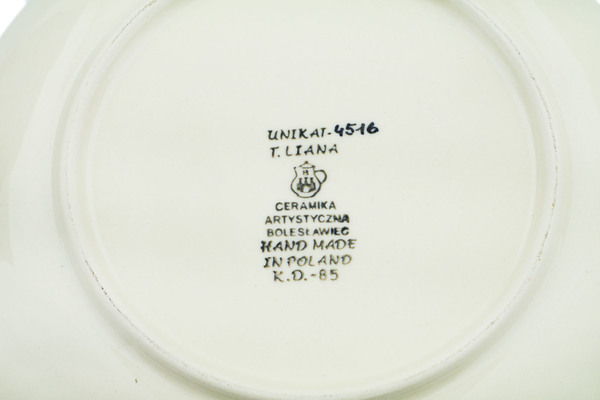 UNIKAT-4516
T. LIANA
B
CERAMIKA
ARTYSTYCZNA
BOLESŁAWIEC
HAND MADE
IN POLAND
K.D.-85